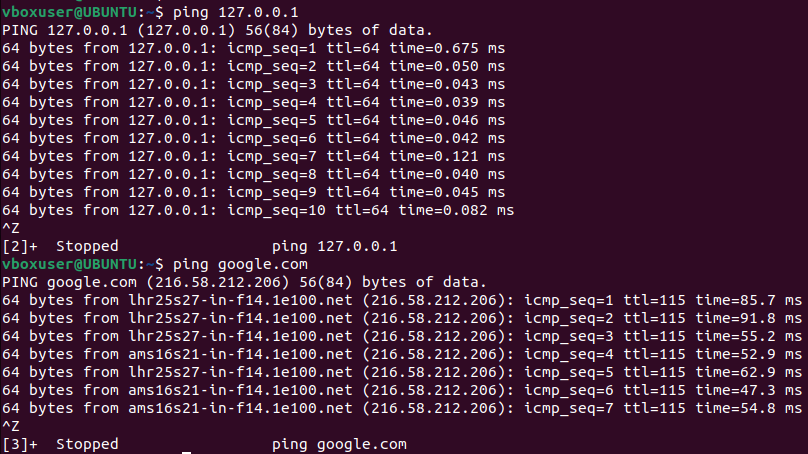 vboxuser@UBUNTU:~$ ping 127.0.0.1
PING 127.0.0.1 (127.0.0.1) 56(84) bytes of data.
64 bytes from 127.0.0.1: icmp_seq=1 ttl=64 time=0.675 ms
64 bytes from 127.0.0.1: icmp_seq=2 ttl=64 time=0.050 ms
64 bytes from 127.0.0.1: icmp_seq=3 ttl=64 time=0.043 ms
64 bytes from 127.0.0.1: icmp_seq=4 ttl=64 time=0.039 ms
64 bytes from 127.0.0.1: icmp_seq=5 ttl=64 time=0.046 ms
64 bytes from 127.0.0.1: icmp_seq=6 ttl=64 time=0.042 ms
64 bytes from 127.0.0.1: icmp_seq=7 ttl=64 time=0.121 ms
64 bytes from 127.0.0.1: icmp_seq=8 ttl=64 time=0.040 ms
64 bytes from 127.0.0.1: icmp_seq=9 ttl=64 time=0.045 ms
64 bytes from 127.0.0.1: icmp_seq=10 ttl=64 time=0.082 ms
^Z
[2]+  Stopped                 ping 127.0.0.1
vboxuser@UBUNTU:~$ ping google.com
PING google.com (216.58.212.206) 56(84) bytes of data.
64 bytes from lhr25s27-in-f14.1e100.net (216.58.212.206): icmp_seq=1 ttl=115 time=85.7 ms
64 bytes from lhr25s27-in-f14.1e100.net (216.58.212.206): icmp_seq=2 ttl=115 time=91.8 ms
64 bytes from lhr25s27-in-f14.1e100.net (216.58.212.206): icmp_seq=3 ttl=115 time=55.2 ms
64 bytes from ams16s21-in-f14.1e100.net (216.58.212.206): icmp_seq=4 ttl=115 time=52.9 ms
64 bytes from lhr25s27-in-f14.1e100.net (216.58.212.206): icmp_seq=5 ttl=115 time=62.9 ms
64 bytes from ams16s21-in-f14.1e100.net (216.58.212.206): icmp_seq=6 ttl=115 time=47.3 ms
64 bytes from ams16s21-in-f14.1e100.net (216.58.212.206): icmp_seq=7 ttl=115 time=54.8 ms
^Z
[3]+  Stopped                 ping google.com